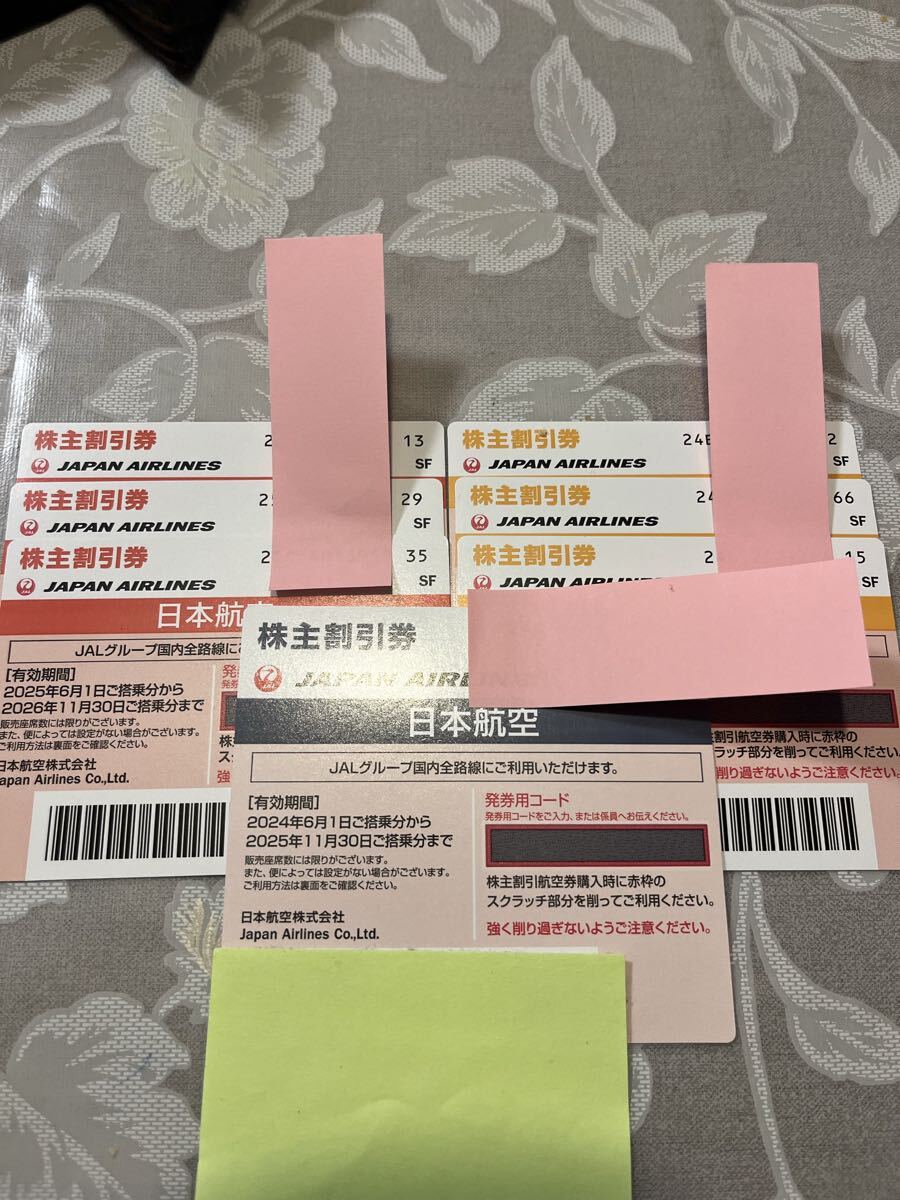 株主割引券 2 13
JAL JAPAN AIRLINES SF
株主割引券 25 29
JAL JAPAN AIRLINES SF
株主割引券 2 35
JAL JAPAN AIRLINES SF
日本航空
JALグループ国内全路線にご
[有効期間]
2025年6月1日ご搭乗分から
2026年11月30日ご搭乗分まで
販売座席数には限りがございます。
また、便によっては設定がない場合がございます。
ご利用方法は裏面をご確認ください。
日本航空株式会社
Japan Airlines Co.,Ltd.
発
発券
株
ス
強
株主割引券 24 2
JAL JAPAN AIRLINES SF
株主割引券 24 66
JAL JAPAN AIRLINES SF
株主割引券 2 15
JAPAN AIRLINES SF
割引航空券購入時に赤枠の
スクラッチ部分を削ってご利用ください。
削り過ぎないようご注意ください。
株主割引券
JAL JAPAN AIRL
日本航空
JALグループ国内全路線にご利用いただけます。
[有効期間]
2024年6月1日ご搭乗分から
2025年11月30日ご搭乗分まで
販売座席数には限りがございます。
また、便によっては設定がない場合がございます。
ご利用方法は裏面をご確認ください。
日本航空株式会社
Japan Airlines Co.,Ltd.
発券用コード
発券用コードをご入力、または係員へお伝えください。
株主割引航空券購入時に赤枠の
スクラッチ部分を削ってご利用ください。
強く削り過ぎないようご注意ください。